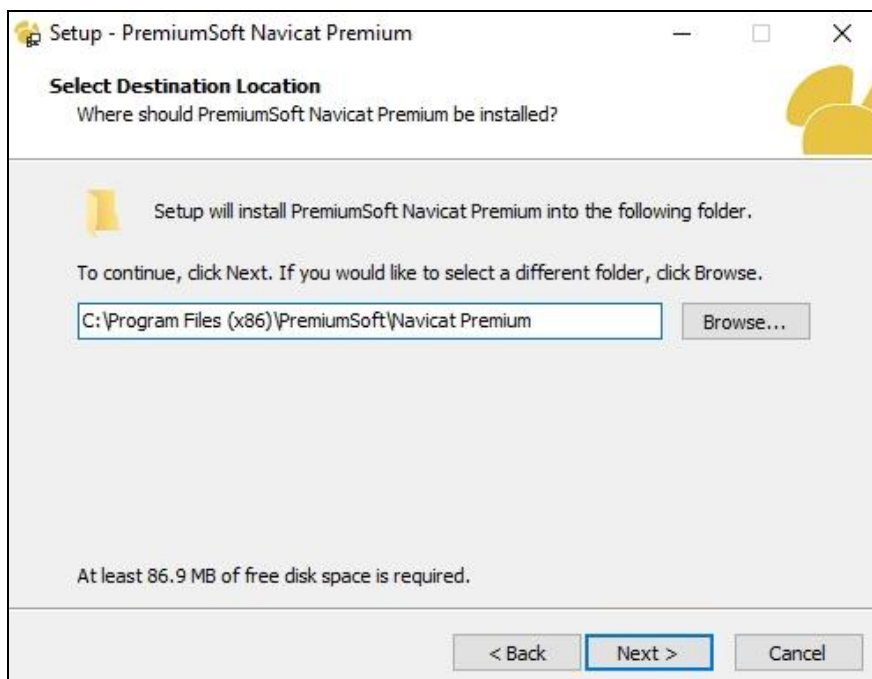 Setup - PremiumSoft Navicat Premium
Select Destination Location
Where should PremiumSoft Navicat Premium be installed?
Setup will install PremiumSoft Navicat Premium into the following folder.
To continue, click Next. If you would like to select a different folder, click Browse.
C:\Program Files (x86)\PremiumSoft\Navicat Premium
Browse...
At least 86.9 MB of free disk space is required.
< Back
Next >
Cancel